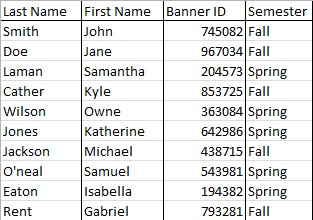 Last Name First Name Banner ID Semester
Smith John 745082 Fall
Doe Jane 967034 Fall
Laman Samantha 204573 Spring
Cather Kyle 853725 Fall
Wilson Owne 363084 Spring
Jones Katherine 642986 Spring
Jackson Michael 438715 Fall
O'neal Samuel 543981 Spring
Eaton Isabella 194382 Spring
Rent Gabriel 793281 Fall